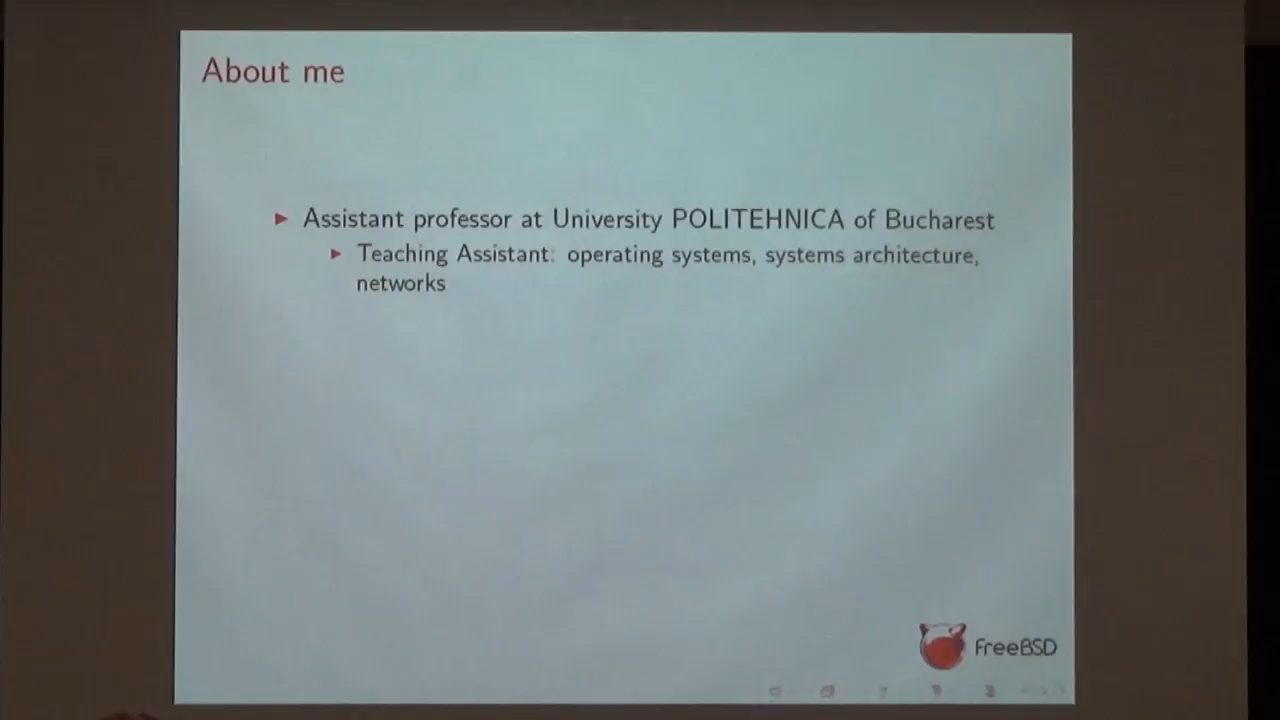 About me
Assistant professor at University POLITEHNICA of Bucharest
Teaching Assistant: operating systems, systems architecture,
networks
FreeBSD